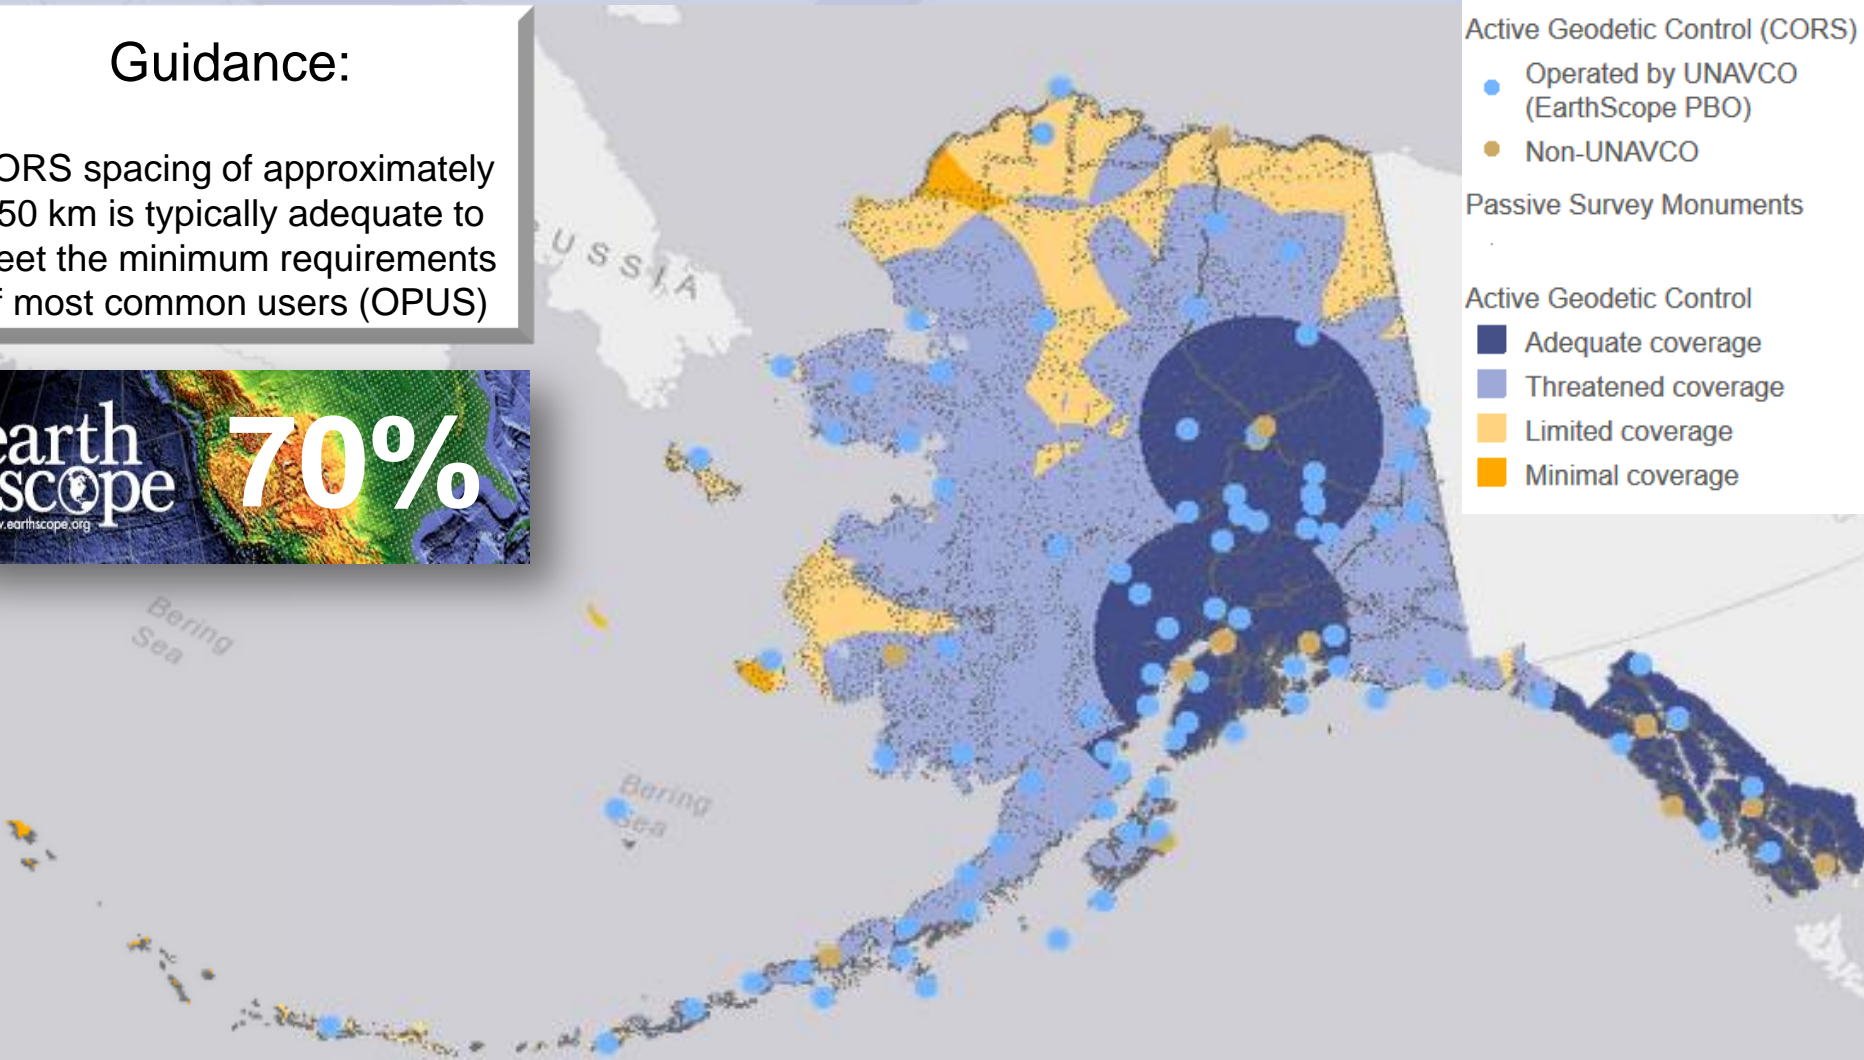 Guidance:
ORS spacing of approximately
50 km is typically adequate to
eet the minimum requirements
f most common users (OPUS)
earth
scope
w.earthscope.org
70%
RUSSIA
Bering
Sea
Bering
Sea
Active Geodetic Control (CORS)
Operated by UNAVCO
(EarthScope PBO)
Non-UNAVCO
Passive Survey Monuments
Active Geodetic Control
Adequate coverage
Threatened coverage
Limited coverage
Minimal coverage